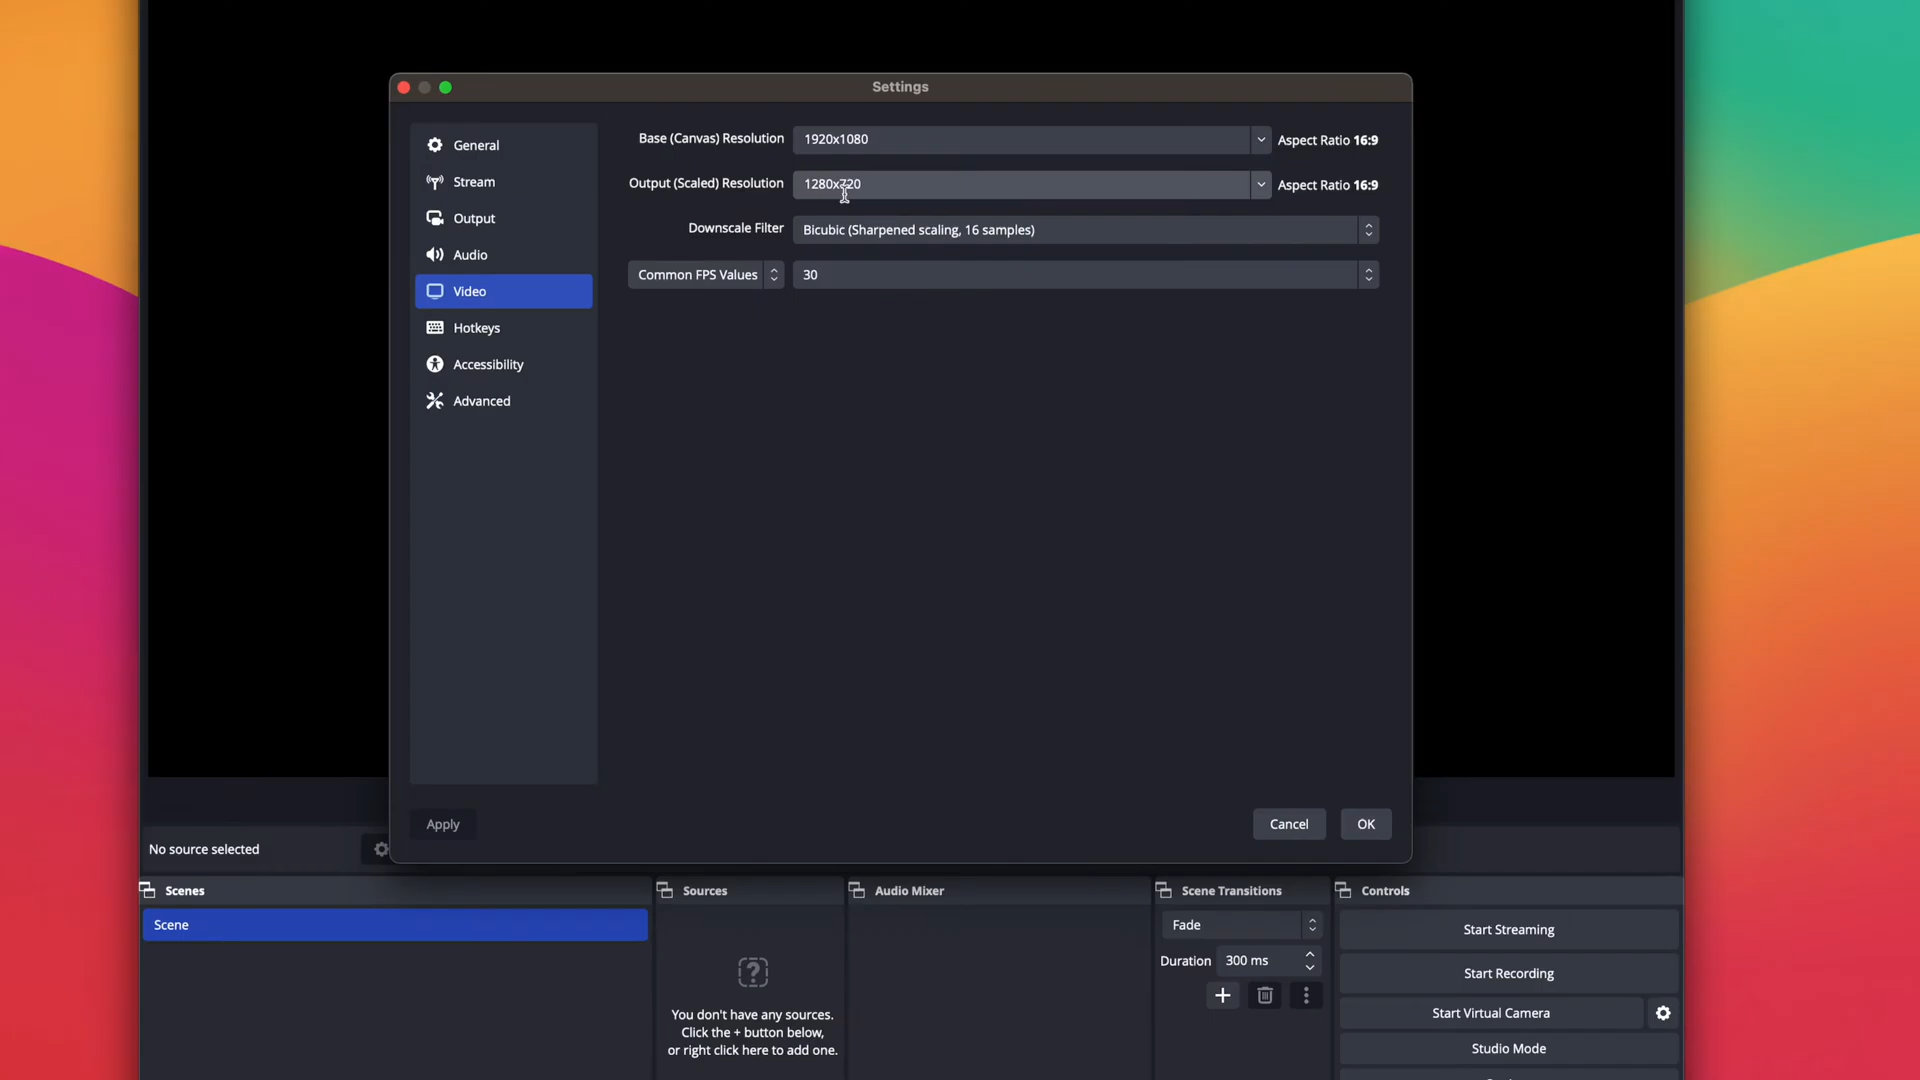 Settings
General
Stream
Output
Audio
Video
Hotkeys
Accessibility
Advanced
Base (Canvas) Resolution 1920x1080 Aspect Ratio 16:9
Output (Scaled) Resolution 1280x720 Aspect Ratio 16:9
Downscale Filter Bicubic (Sharpened scaling, 16 samples)
Common FPS Values 30
Apply
Cancel
OK
No source selected
Scenes
Scene
Sources
You don't have any sources.
Click the + button below,
or right click here to add one.
Audio Mixer
Scene Transitions
Fade
Duration 300 ms
Controls
Start Streaming
Start Recording
Start Virtual Camera
Studio Mode